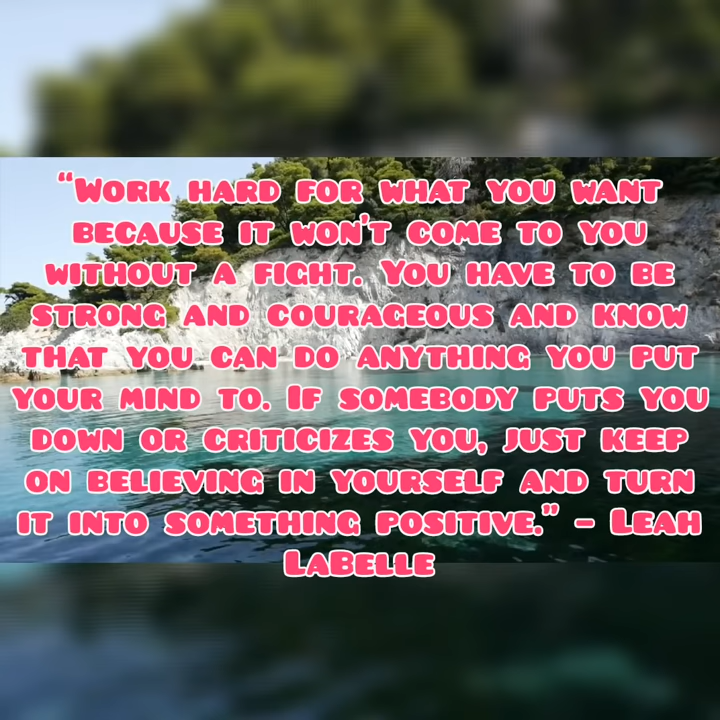 “Work hard for what you want
because it won’t come to you
without a fight. You have to be
strong and courageous and know
that you can do anything you put
your mind to. If somebody puts you
down or criticizes you, just keep
on believing in yourself and turn
it into something positive.” – Leah
LaBelle